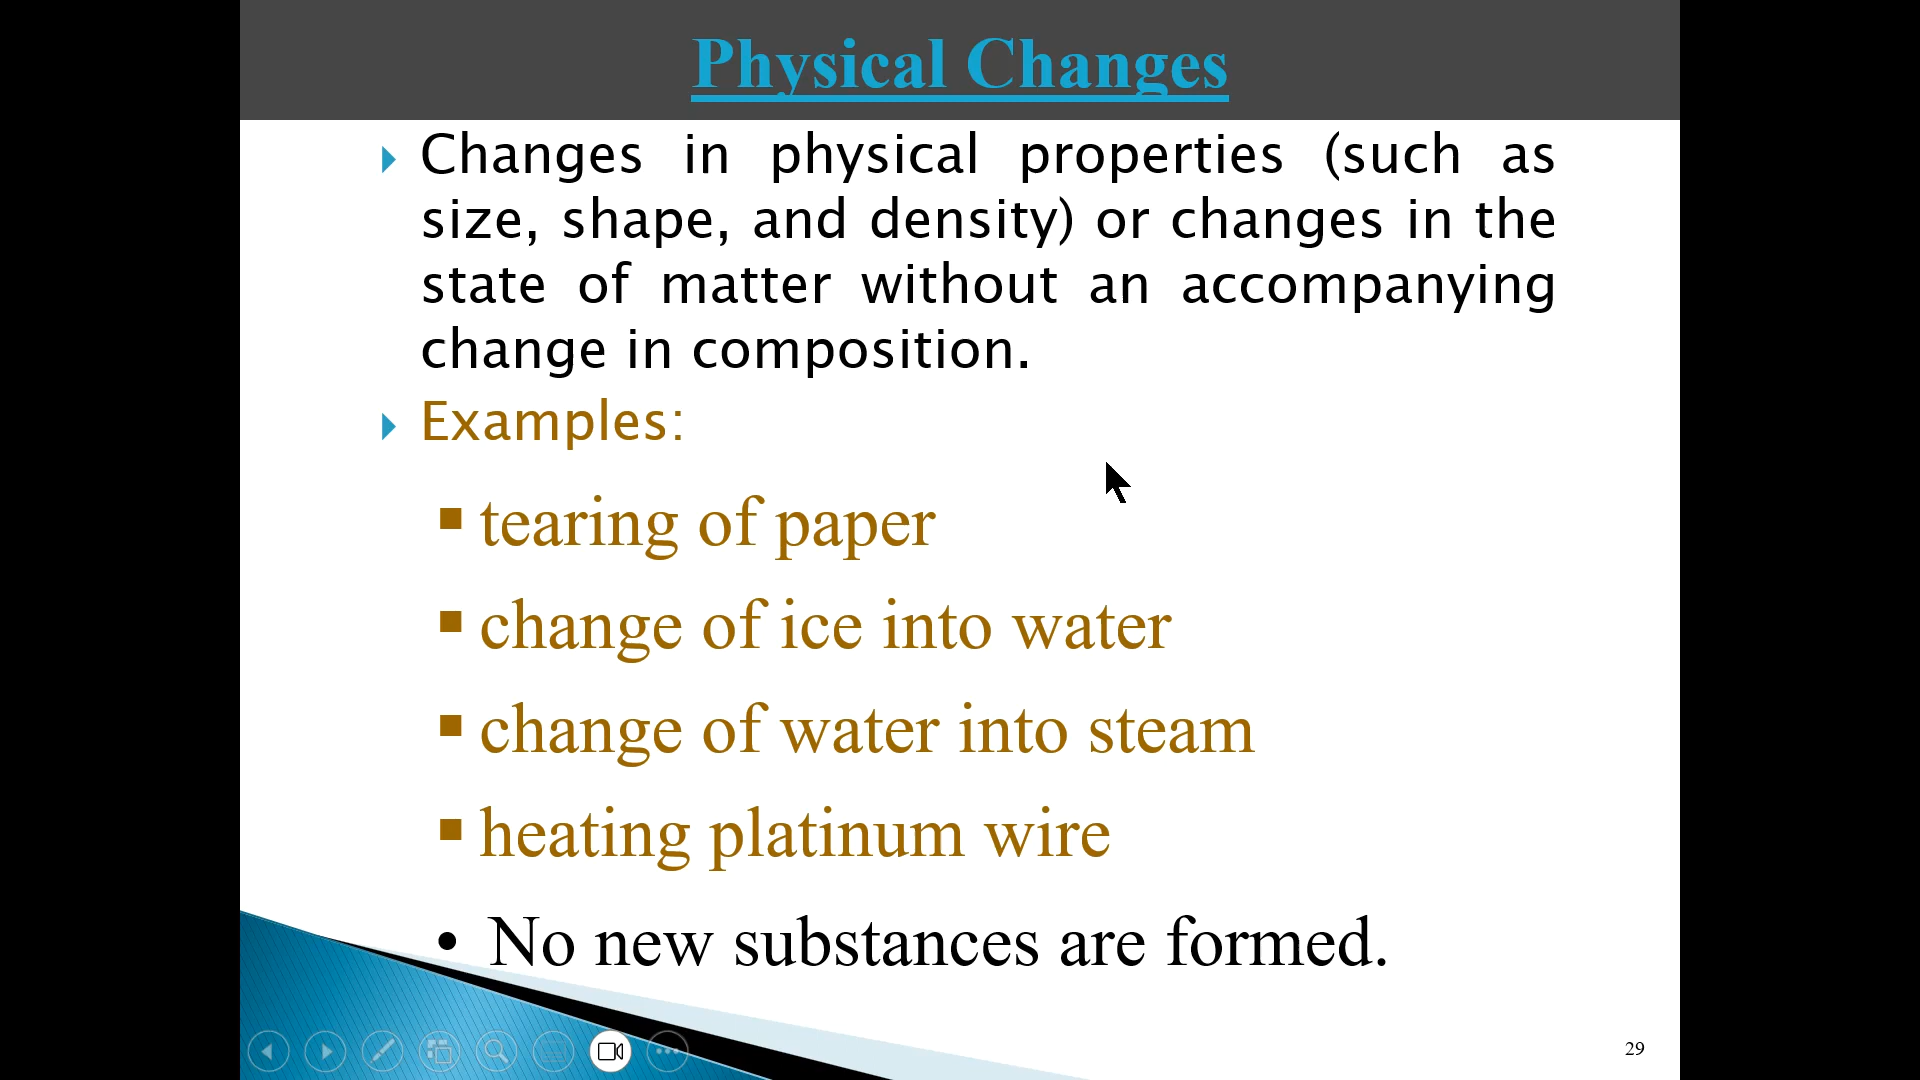 Physical Changes
Changes in physical properties (such as
size, shape, and density) or changes in the
state of matter without an accompanying
change in composition.
Examples:
tearing of paper
change of ice into water
change of water into steam
heating platinum wire
• No new substances are formed.
29